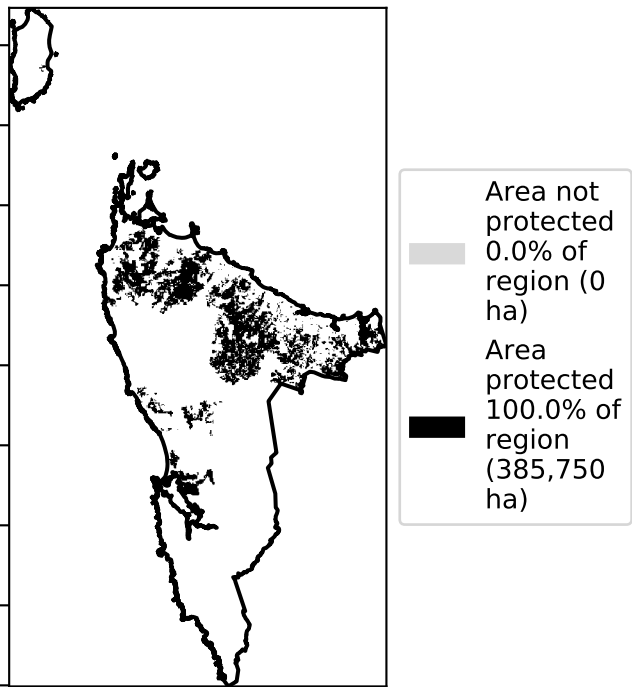 Area not
protected
0.0% of
region (0
ha)
Area
protected
100.0% of
region
(385,750
ha)